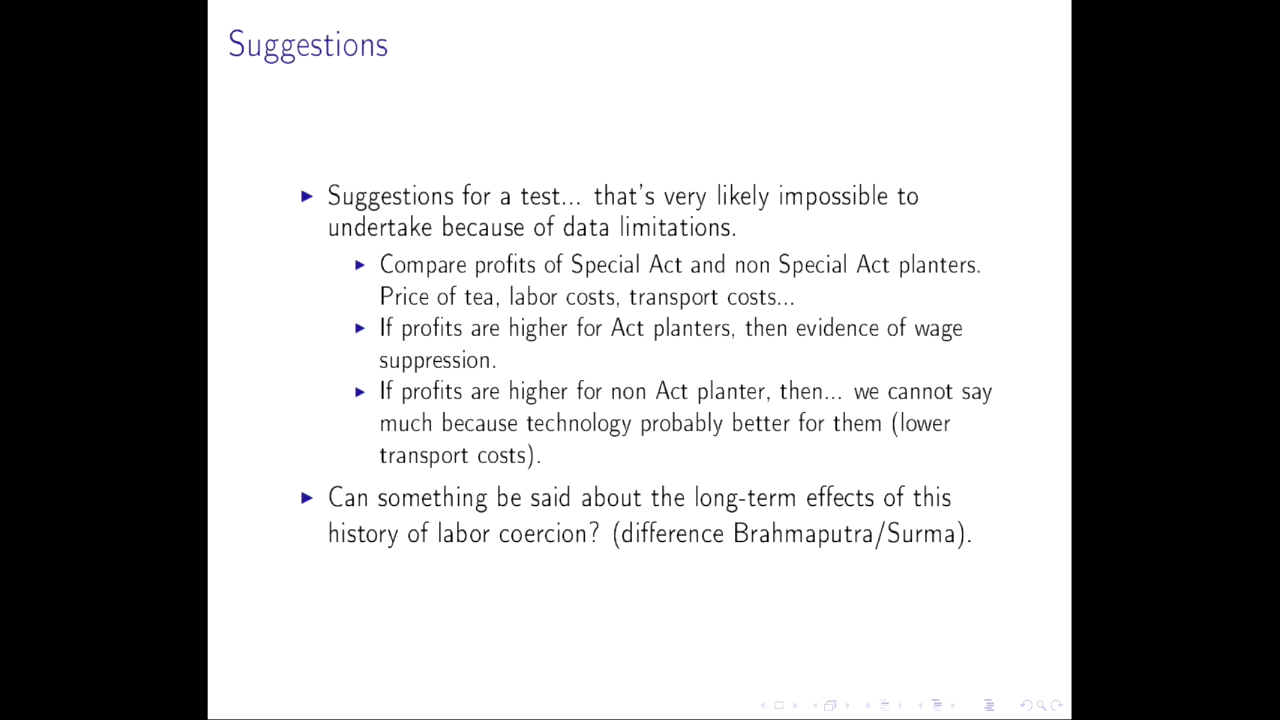 Suggestions
Suggestions for a test... that's very likely impossible to
undertake because of data limitations.
Compare profits of Special Act and non Special Act planters.
Price of tea, labor costs, transport costs...
If profits are higher for Act planters, then evidence of wage
suppression.
If profits are higher for non Act planter, then... we cannot say
much because technology probably better for them (lower
transport costs).
Can something be said about the long-term effects of this
history of labor coercion? (difference Brahmaputra/Surma).